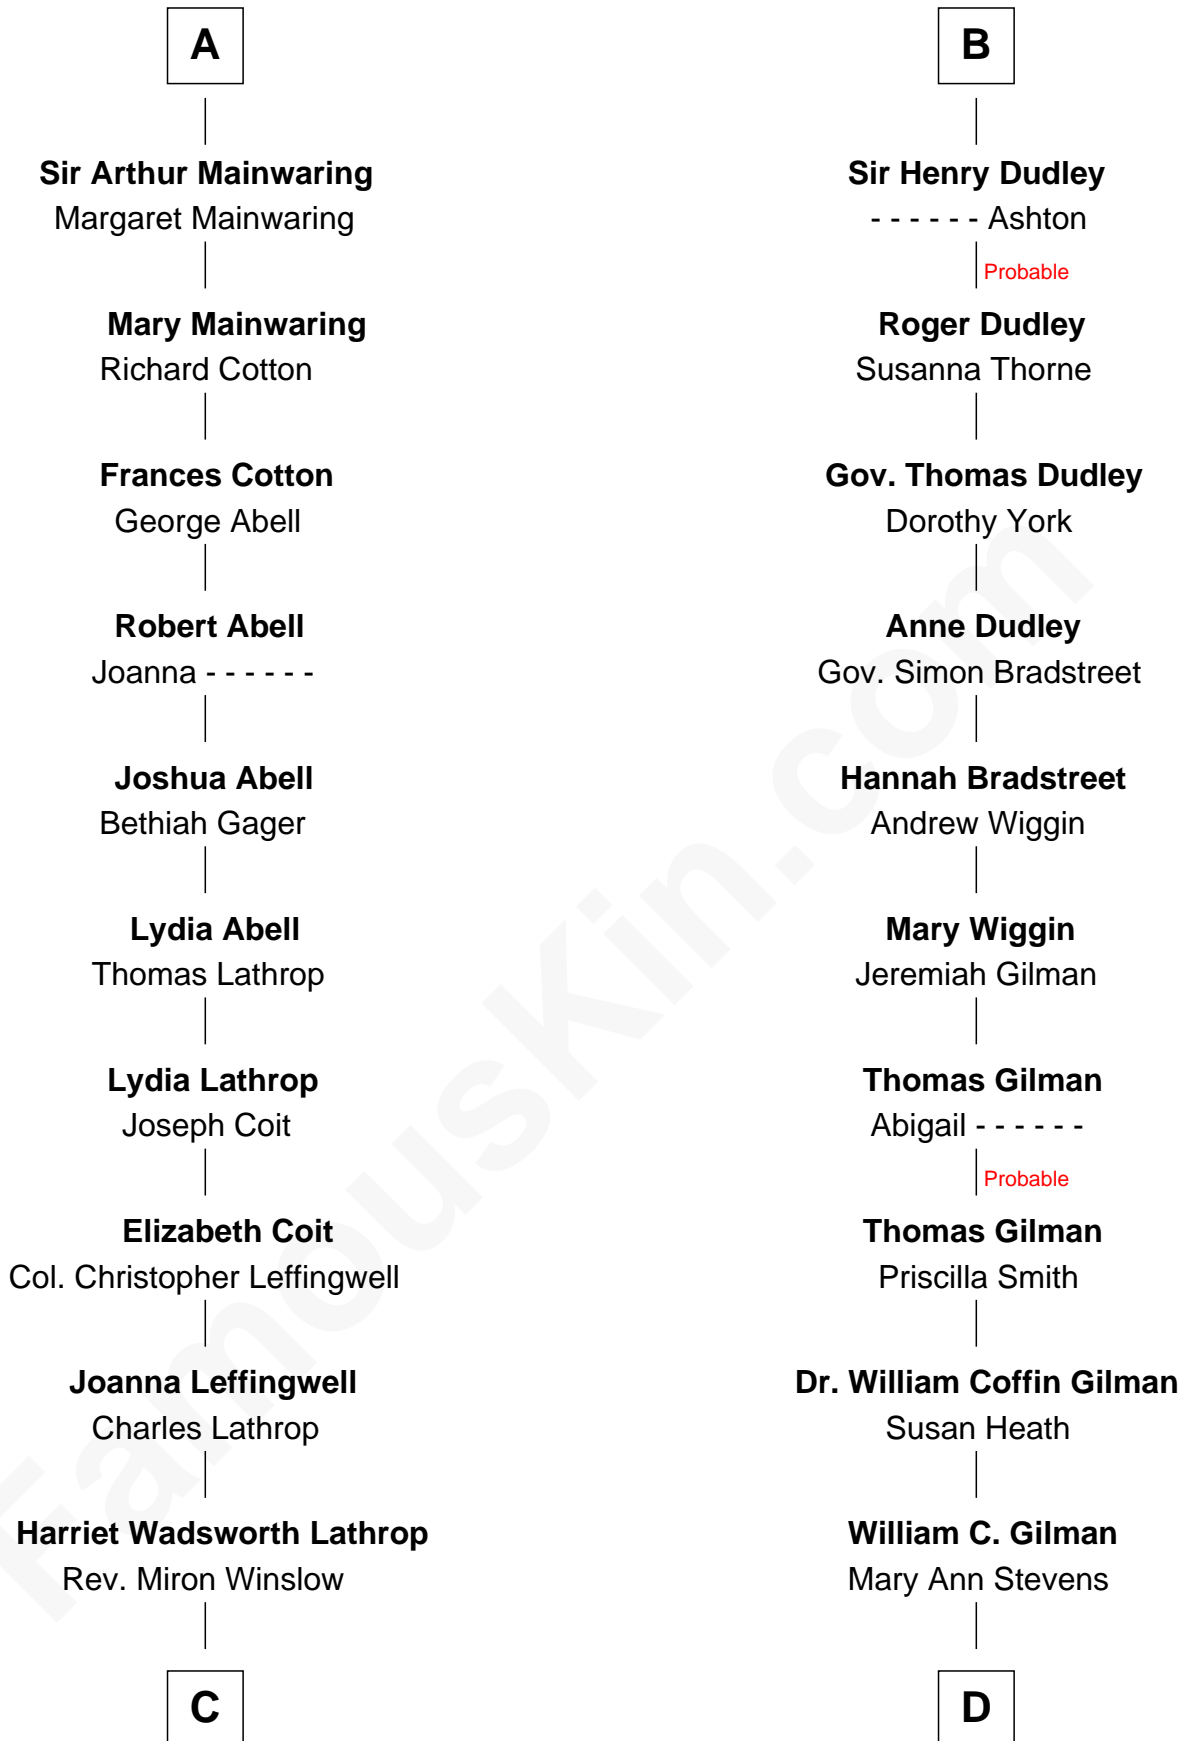 A
Sir Arthur Mainwaring
Margaret Mainwaring
Mary Mainwaring
Richard Cotton
Frances Cotton
George Abell
Robert Abell
Joanna - - - - - -
Joshua Abell
Bethiah Gager
Lydia Abell
Thomas Lathrop
Lydia Lathrop
Joseph Coit
Elizabeth Coit
Col. Christopher Leffingwell
Joanna Leffingwell
Charles Lathrop
Harriet Wadsworth Lathrop
Rev. Miron Winslow
C
B
Sir Henry Dudley
- - - - - - Ashton
Probable
Roger Dudley
Susanna Thorne
Gov. Thomas Dudley
Dorothy York
Anne Dudley
Gov. Simon Bradstreet
Hannah Bradstreet
Andrew Wiggin
Mary Wiggin
Jeremiah Gilman
Thomas Gilman
Abigail - - - - - -
Probable
Thomas Gilman
Priscilla Smith
Dr. William Coffin Gilman
Susan Heath
William C. Gilman
Mary Ann Stevens
D
FamousKin.com